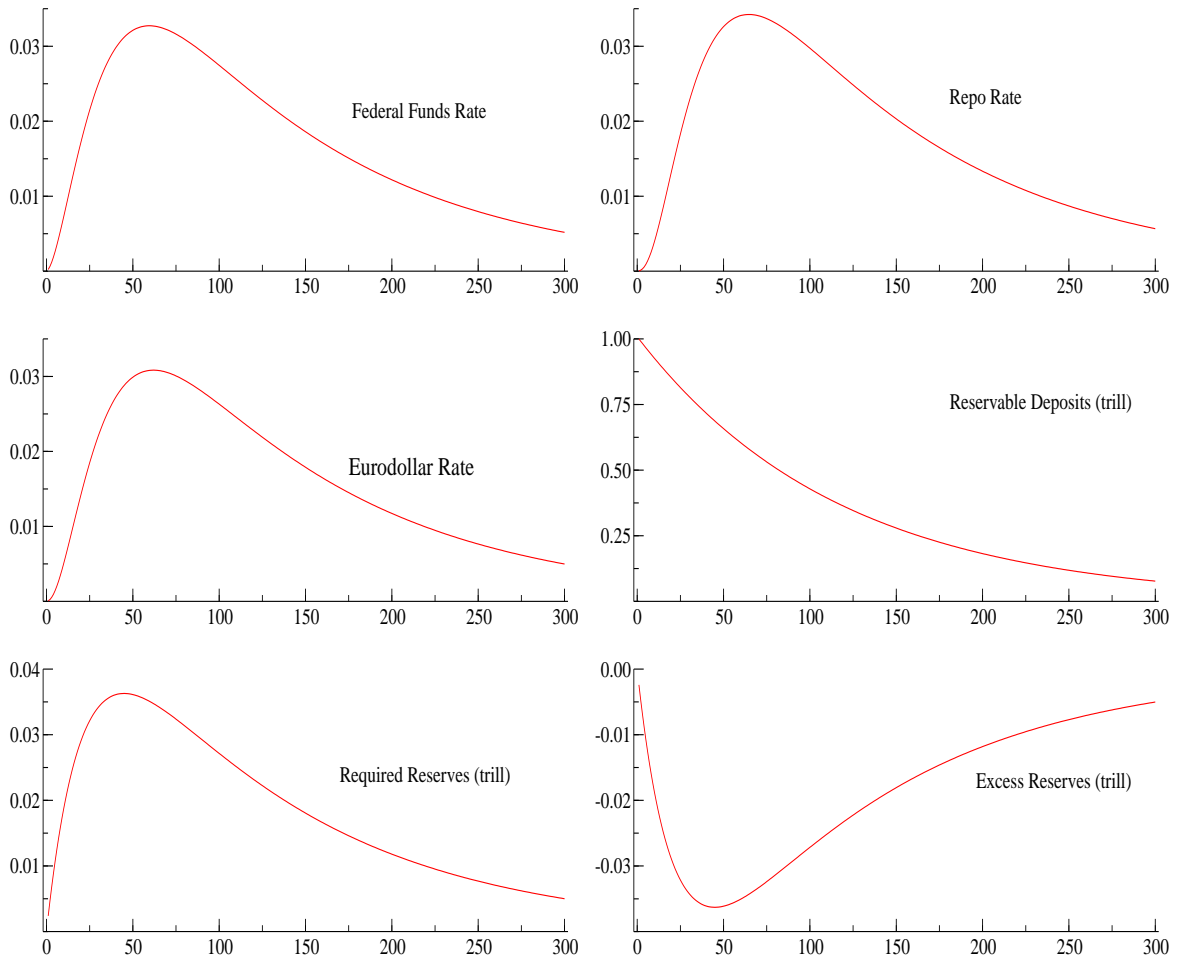 0.03
0.02
0.01
Federal Funds Rate
0 50 100 150 200 250 300
0.03
0.02
0.01
Repo Rate
0 50 100 150 200 250 300
0.03
0.02
0.01
Eurodollar Rate
0 50 100 150 200 250 300
1.00
0.75
0.50
0.25
Reservable Deposits (trill)
0 50 100 150 200 250 300
0.04
0.03
0.02
0.01
Required Reserves (trill)
0 50 100 150 200 250 300
0.00
-0.01
-0.02
-0.03
Excess Reserves (trill)
0 50 100 150 200 250 300